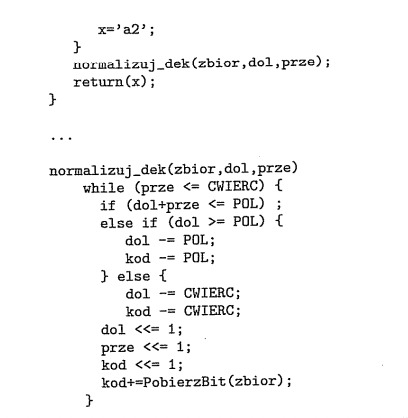 x='a2';
}
normalizuj_dek(zbior,dol,prze);
return(x);
}
...
normalizuj_dek(zbior,dol,prze)
while (prze <= CWIERC) {
if (dol+prze <= POL) ;
else if (dol >= POL) {
dol -= POL;
kod -= POL;
} else {
dol -= CWIERC;
kod -= CWIERC;
dol <<= 1;
prze <<= 1;
kod <<= 1;
kod+=PobierzBit(zbior);
}